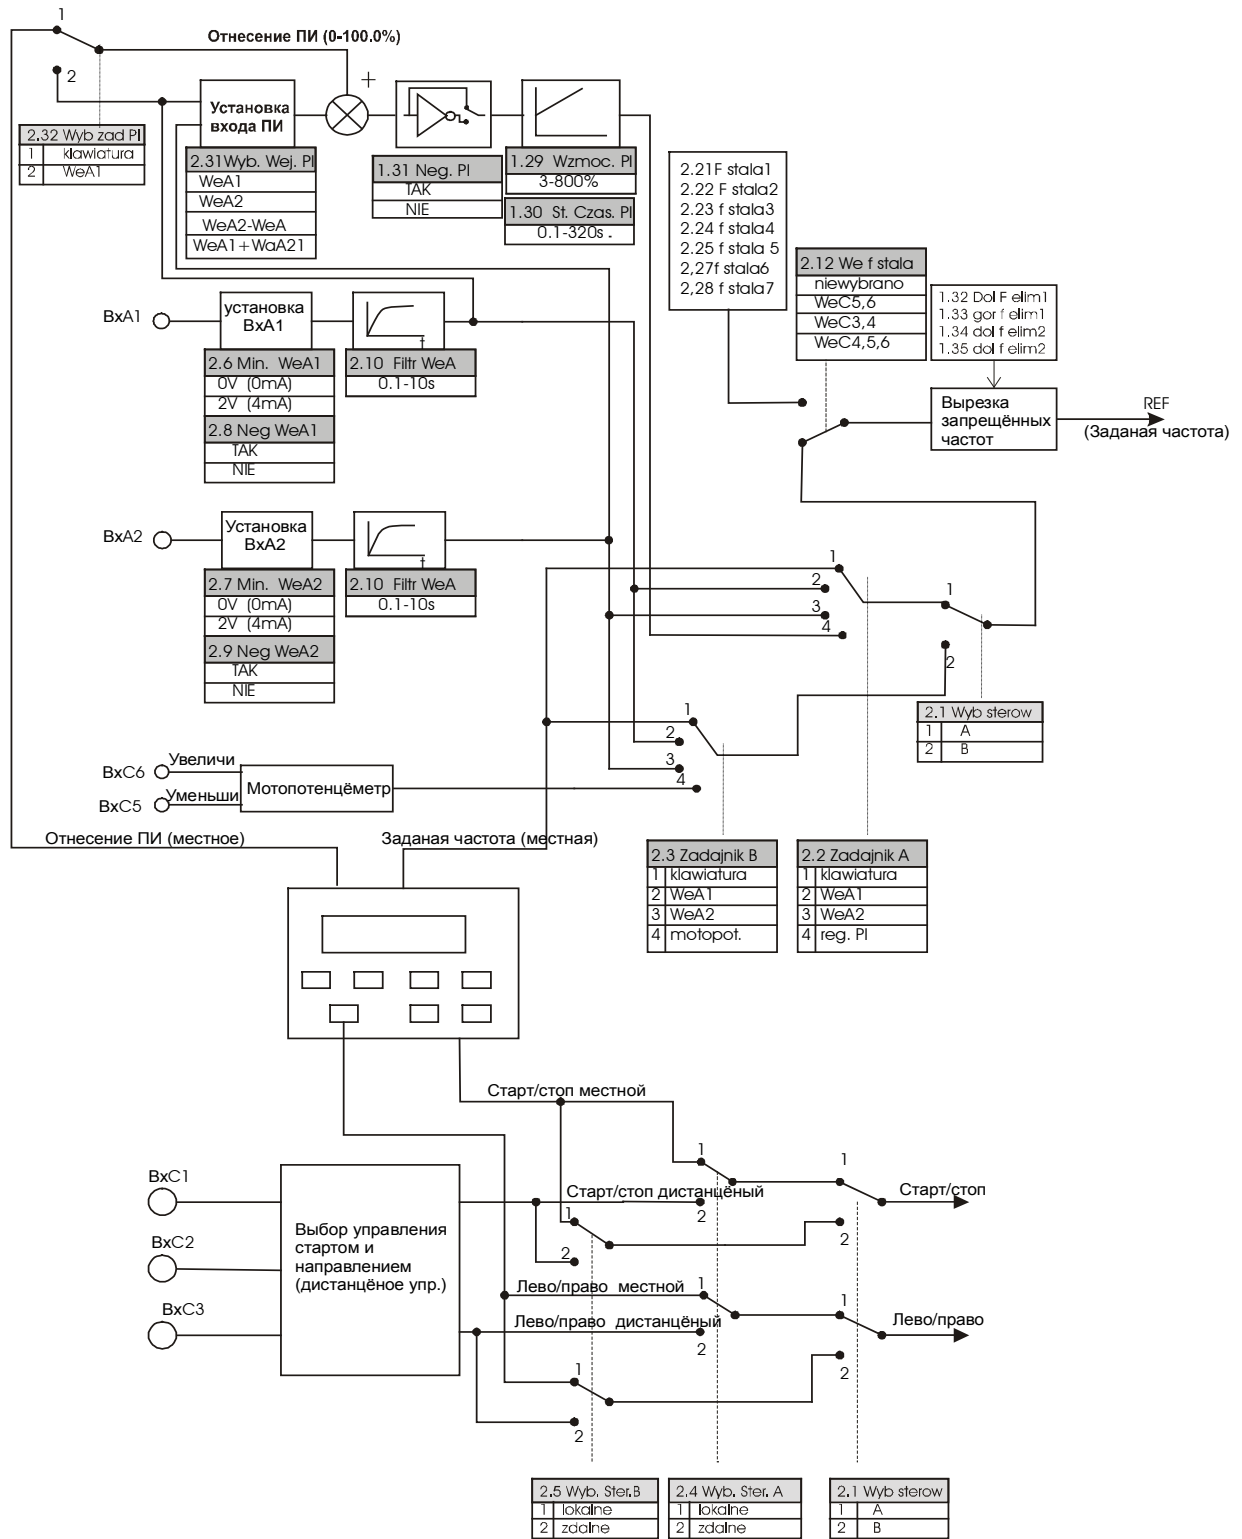 1
Отнесение ПИ (0-100.0%)
2
+
Установка
входа ПИ
2.32 Wyb zad PI
1 klawiatura
2 WeA1
2.31Wyb. Wej. PI
WeA1
WeA2
WeA2-WeA
WeA1+WaA21
1.31 Neg. PI
TAK
NIE
1.29 Wzmoc. PI
3-800%
1.30 St. Czas. PI
0.1-320s .
2.21F stala1
2.22 F stala2
2.23 f stala3
2.24 f stala4
2.25 f stala 5
2,27f stala6
2,28 f stala7
2.12 We f stala
niewybrano
WeC5,6
WeC3,4
WeC4,5,6
1.32 Dol F elim1
1.33 gor f elim1
1.34 dol f elim2
1.35 dol f elim2
ВхА1
установка
ВхА1
t
2.6 Min. WeA1
0V (0mA)
2V (4mA)
2.8 Neg WeA1
TAK
NIE
2.10 Filtr WeA
0.1-10s
Вырезка
запрещённых
частот
REF
(Заданая частота)
ВхА2
Установка
ВхА2
t
2.7 Min. WeA2
0V (0mA)
2V (4mA)
2.9 Neg WeA2
TAK
NIE
2.10 Filtr WeA
0.1-10s
1
2
3
4
1
2
2.1 Wyb sterow
1 A
2 B
1
2
3
4
ВхС6
Увеличи
ВхС5
Уменьши
Мотопотенцёметр
Отнесение ПИ (местное)
Заданая частота (местная)
2.3 Zadajnik B
1 klawiatura
2 WeA1
3 WeA2
4 motopot.
2.2 Zadajnik A
1 klawiatura
2 WeA1
3 WeA2
4 reg. PI
Старт/стоп местной
ВхС1
ВхС2
ВхС3
Выбор управления
стартом и
направлением
(дистанцёное упр.)
1
Старт/стоп дистанцёный
2
1
2
1
2
Старт/стоп
Лево/право местной
1
Лево/право дистанцёный
2
1
2
1
2
Лево/право
2.5 Wyb. Ster.B
1 lokalne
2 zdalne
2.4 Wyb. Ster. A
1 lokalne
2 zdalne
2.1 Wyb sterow
1 A
2 B